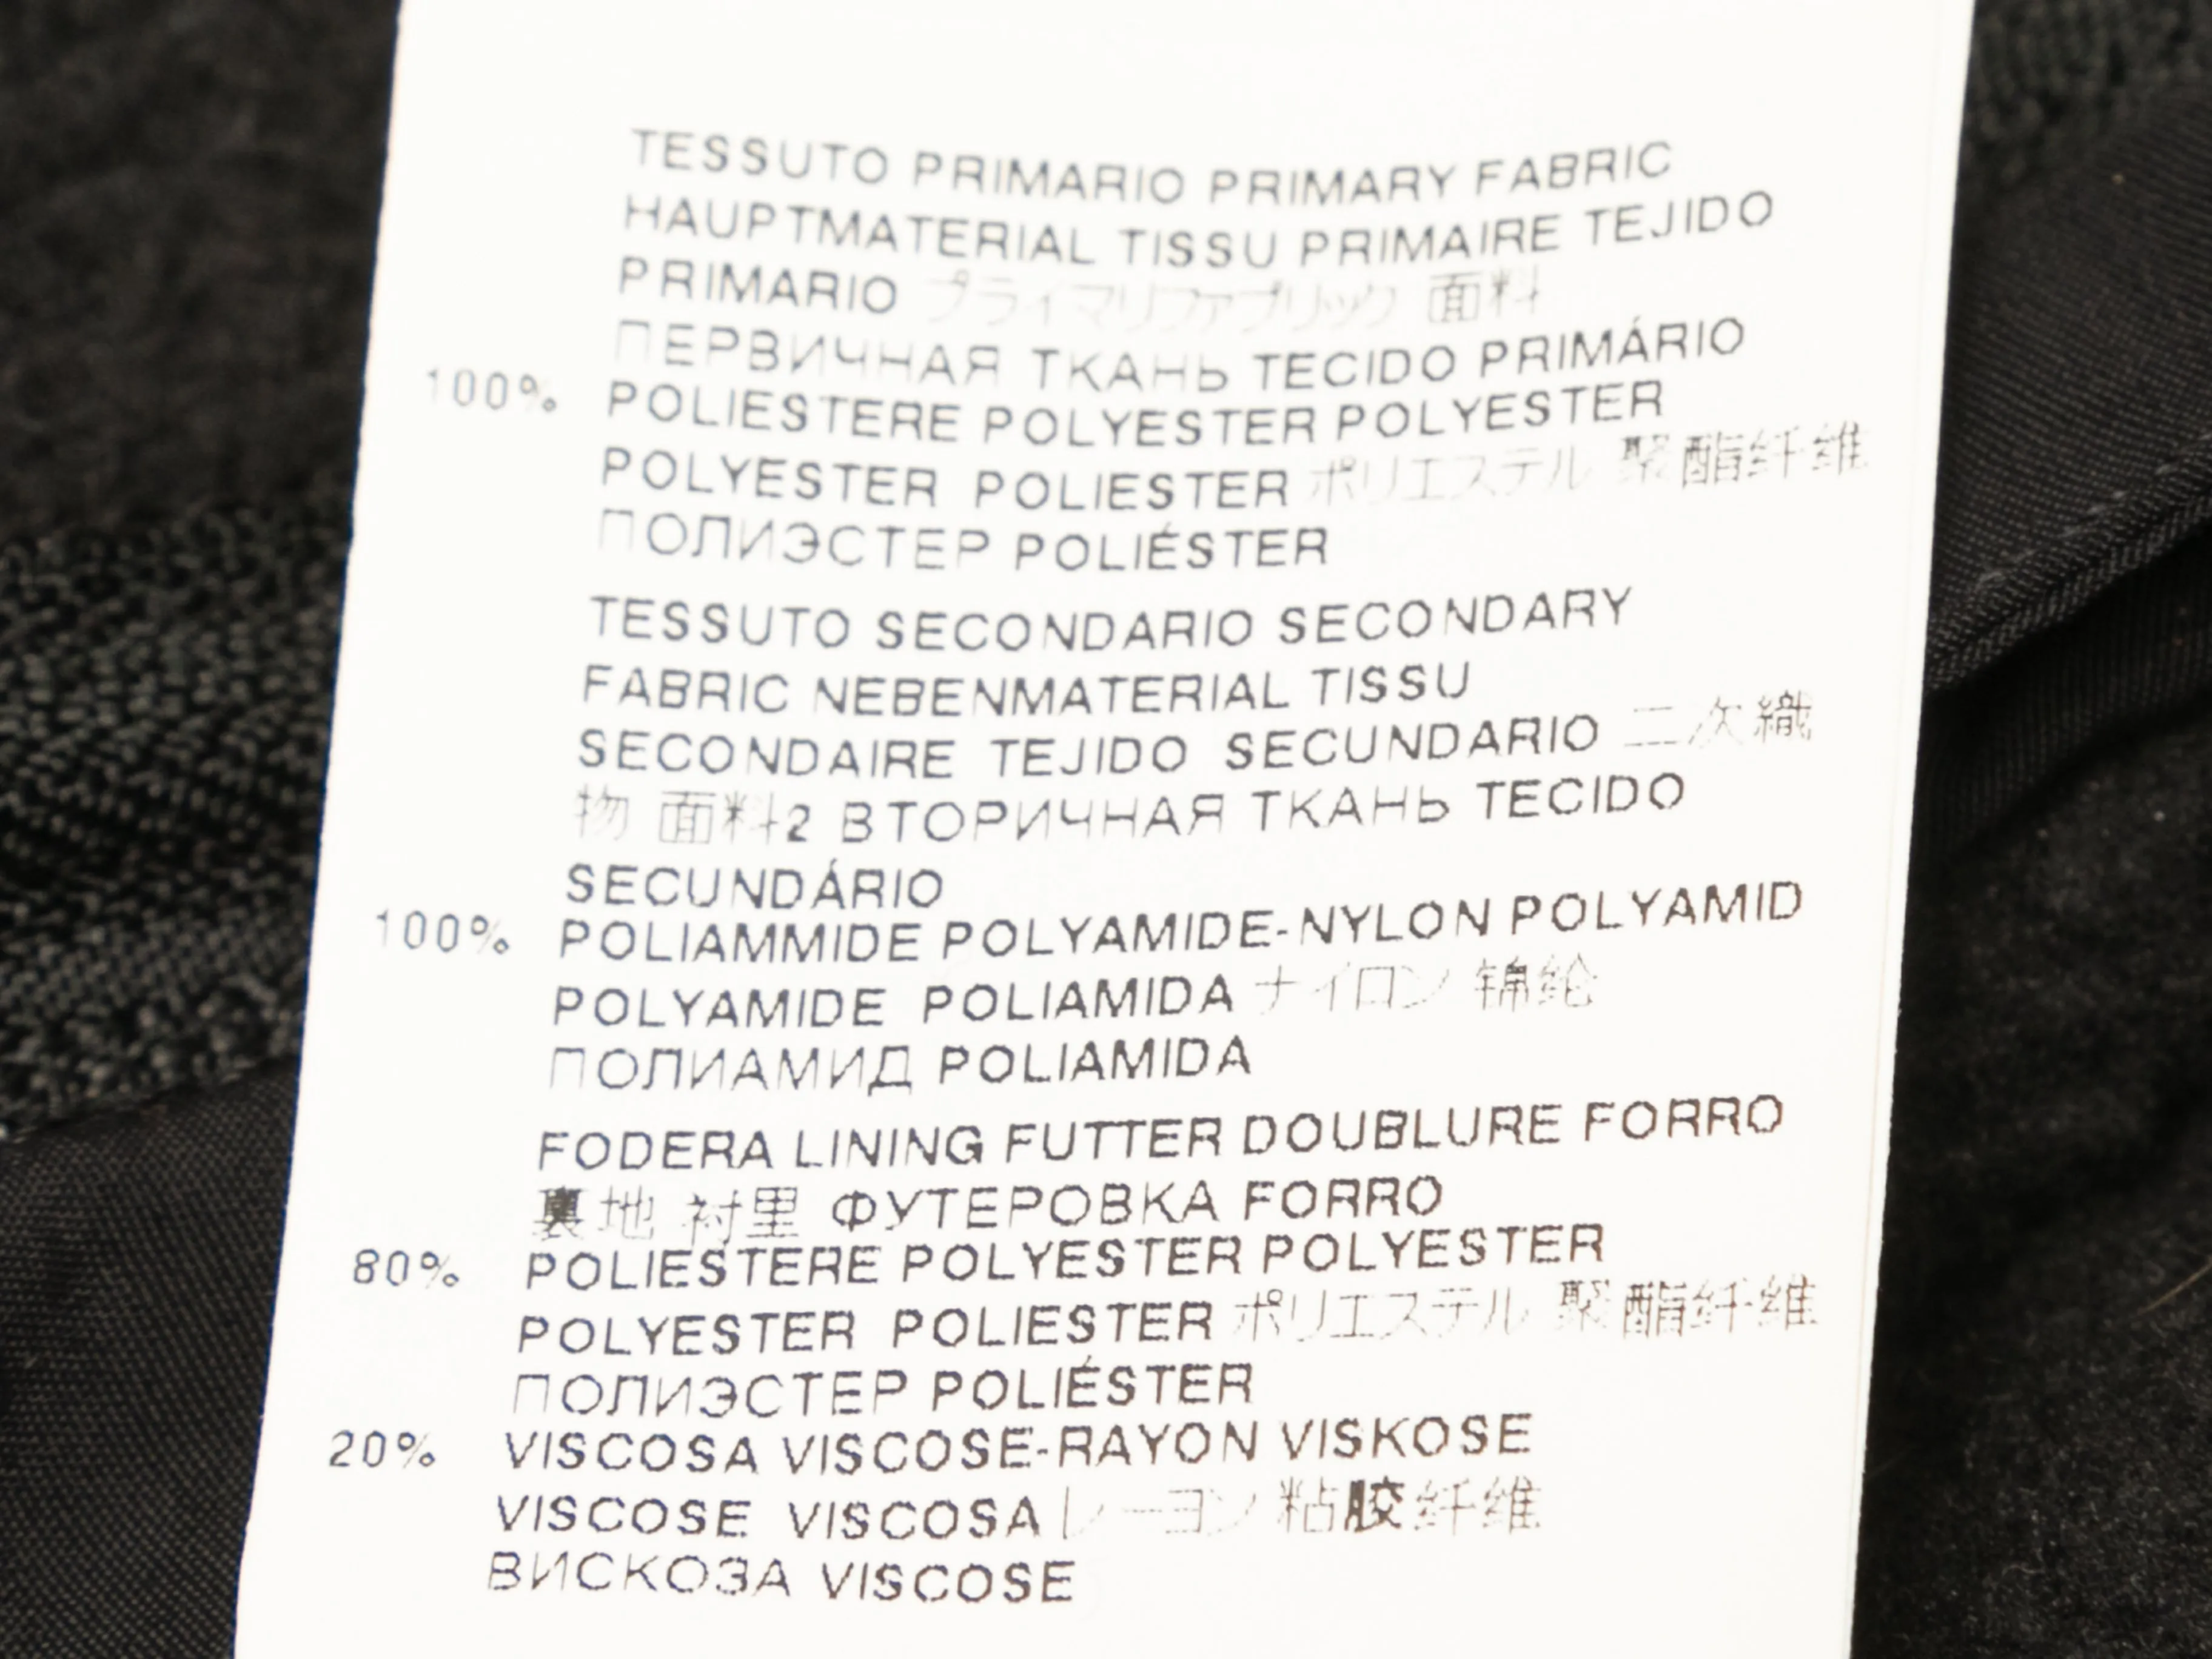 TESSUTO PRIMARIO PRIMARY FABRIC
HAUPTMATERIAL TISSU PRIMAIRE TEJIDO
PRIMARIO プライマリファブリック 面料
ПЕРВИЧНАЯ ТКАНЬ TECIDO PRIMÁRIO
100% POLIESTERE POLYESTER POLYESTER
POLYESTER POLIESTER ポリエステル 聚酯纤维
ПОЛИЭСТЕР POLIÉSTER
TESSUTO SECONDARIO SECONDARY
FABRIC NEBENMATERIAL TISSU
SECONDAIRE TEJIDO SECUNDARIO 二次織
物 面料2 ВТОРИЧНАЯ ТКАНЬ TECIDO
SECUNDÁRIO
100% POLIAMMIDE POLYAMIDE-NYLON POLYAMID
POLYAMIDE POLIAMIDA ナイロン 锦纶
ПОЛИАМИД POLIAMIDA
FODERA LINING FUTTER DOUBLURE FORRO
裏地 衬里 ФУТЕРОВКА FORRO
80% POLIESTERE POLYESTER POLYESTER
POLYESTER POLIESTER ポリエステル 聚酯纤维
ПОЛИЭСТЕР POLIÉSTER
20% VISCOSA VISCOSE-RAYON VISKOSE
VISCOSE VISCOSA レーヨン 粘胶纤维
ВИСКОЗА VISCOSE